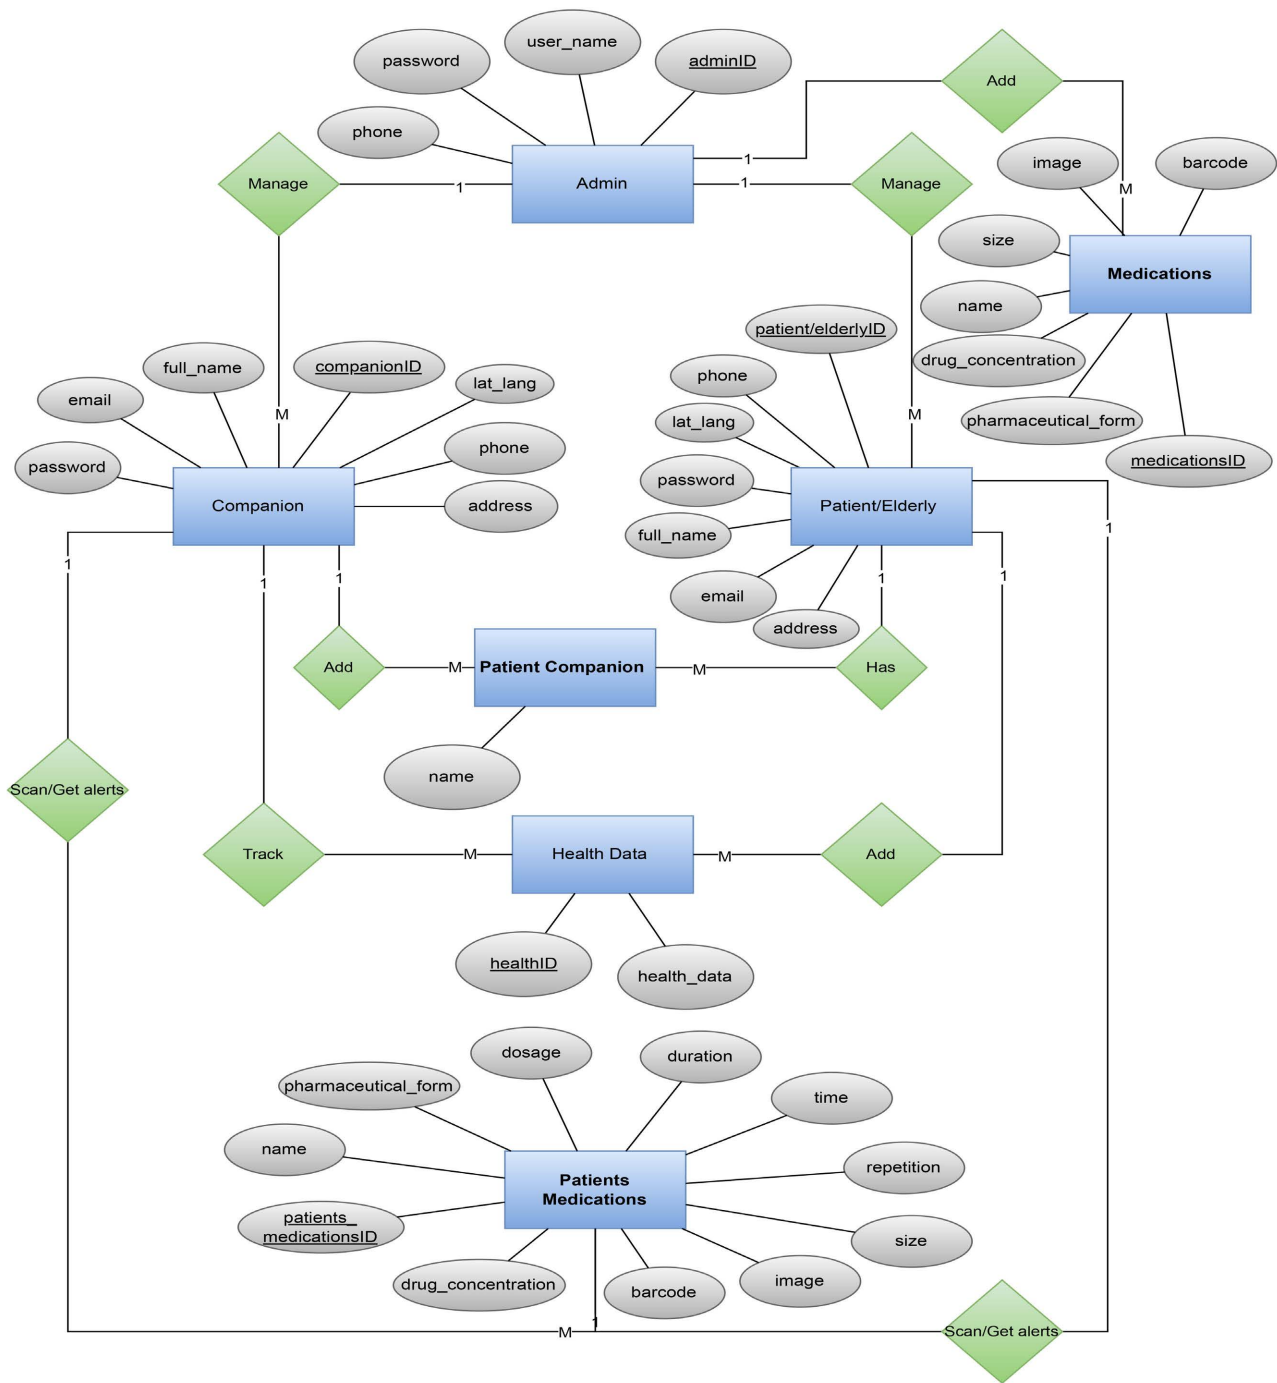 user_name
password
adminID
Add
phone
image
barcode
Manage
1
Admin
1
1
Manage
M
size
Medications
name
patient/elderlyID
drug_concentration
full_name
companionID
phone
lat_lang
email
M
lat_lang
M
pharmaceutical_form
phone
password
password
medicationsID
Companion
address
Patient/Elderly
full_name
1
1
1
1
1
1
email
address
Add
M
Patient Companion
M
Has
name
Scan/Get alerts
Track
M
Health Data
M
Add
healthID
health_data
dosage
duration
pharmaceutical_form
time
name
repetition
Patients
Medications
patients_
medicationsID
size
drug_concentration
barcode
image
1
M
Scan/Get alerts